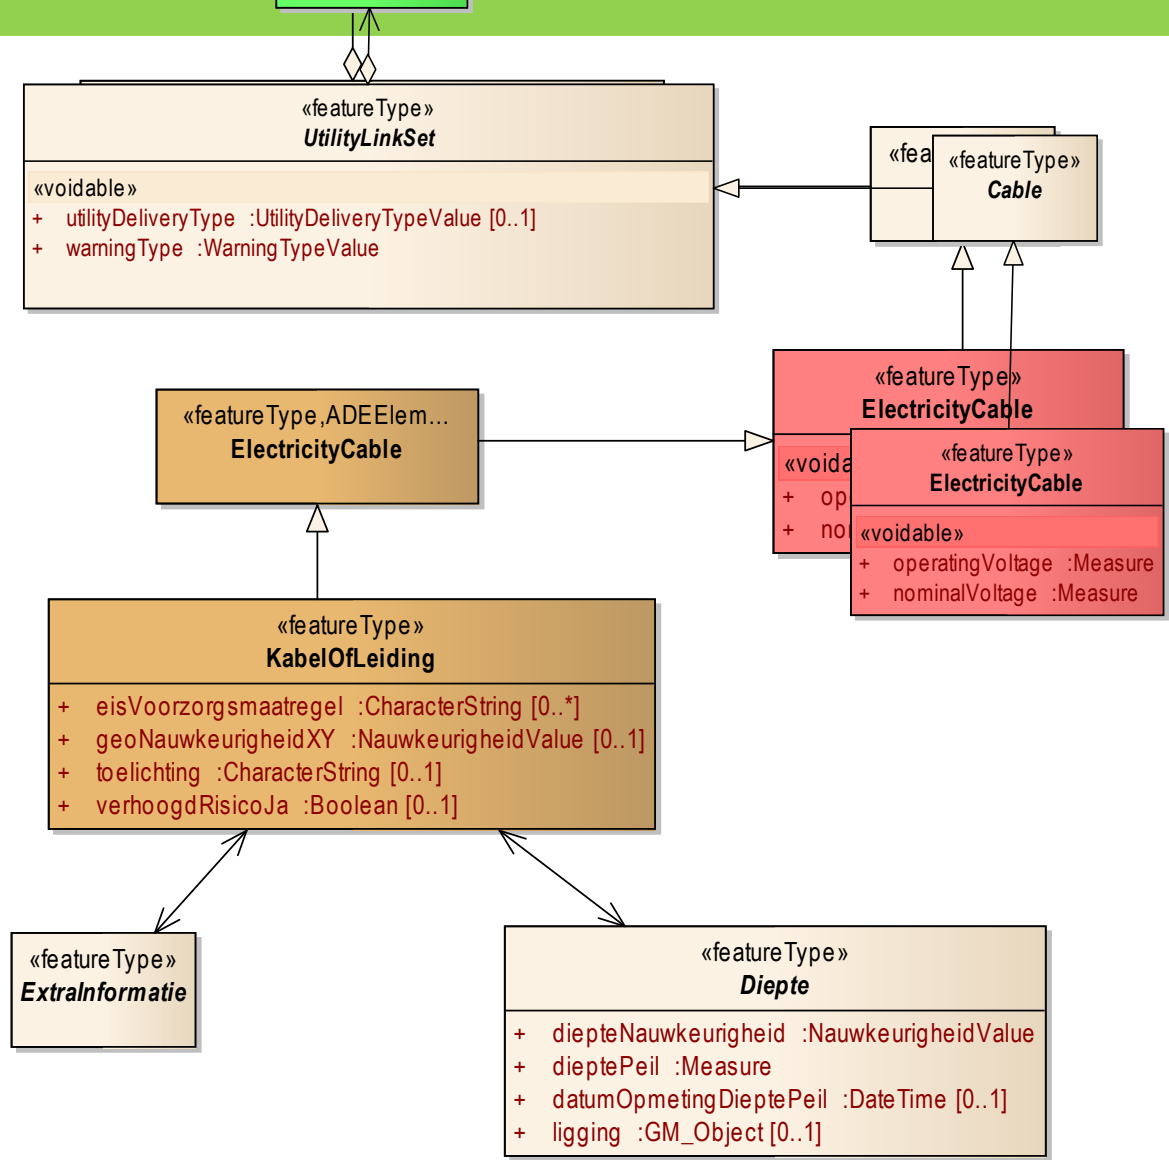 «featureType»
UtilityLinkSet
«voidable»
+ utilityDeliveryType :UtilityDeliveryTypeValue [0..1]
+ warningType :WarningTypeValue
«fea
«featureType»
Cable
«featureType»
ElectricityCable
«voida
+ op
+ no
«featureType»
ElectricityCable
«voidable»
+ operatingVoltage :Measure
+ nominalVoltage :Measure
«featureType,ADEElem...
ElectricityCable
«featureType»
KabelOfLeiding
+ eisVoorzorgsmaatregel :CharacterString [0..*]
+ geoNauwkeurigheidXY :NauwkeurigheidValue [0..1]
+ toelichting :CharacterString [0..1]
+ verhoogdRisicoJa :Boolean [0..1]
«featureType»
ExtraInformatie
«featureType»
Diepte
+ diepteNauwkeurigheid :NauwkeurigheidValue
+ dieptePeil :Measure
+ datumOpmetingDieptePeil :DateTime [0..1]
+ ligging :GM_Object [0..1]